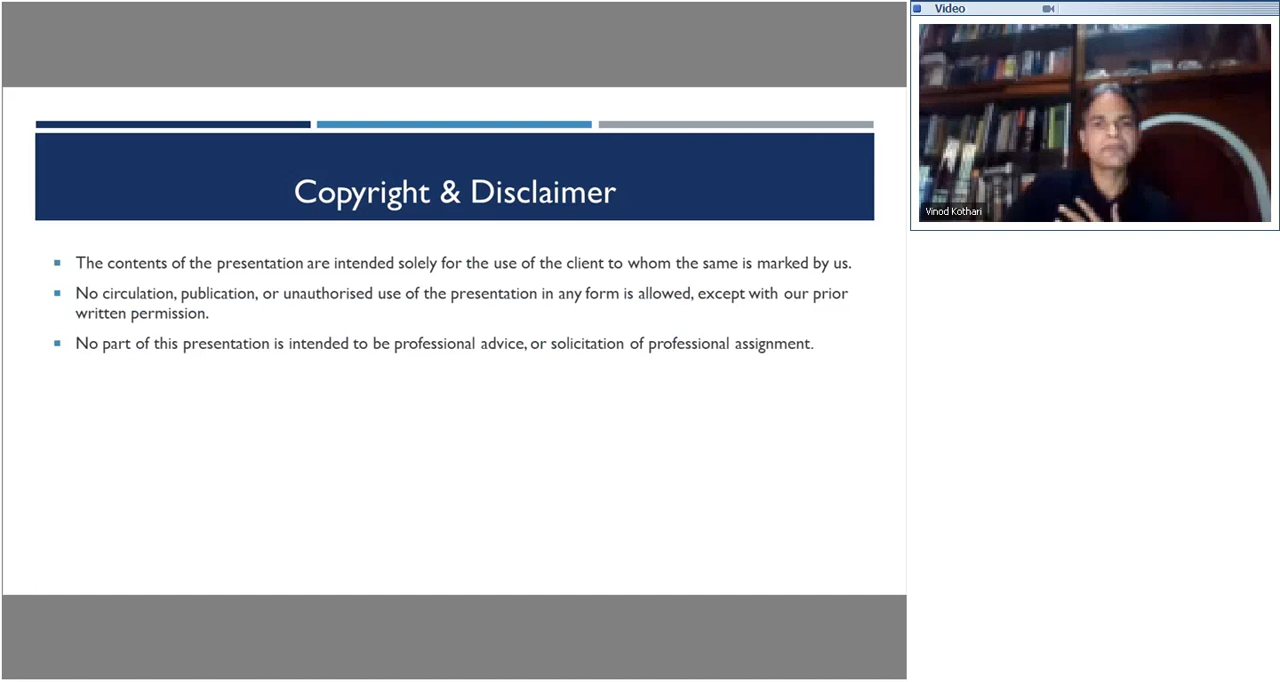 Copyright & Disclaimer
The contents of the presentation are intended solely for the use of the client to whom the same is marked by us.
No circulation, publication, or unauthorised use of the presentation in any form is allowed, except with our prior
written permission.
No part of this presentation is intended to be professional advice, or solicitation of professional assignment.
Video
Vinod Kothari